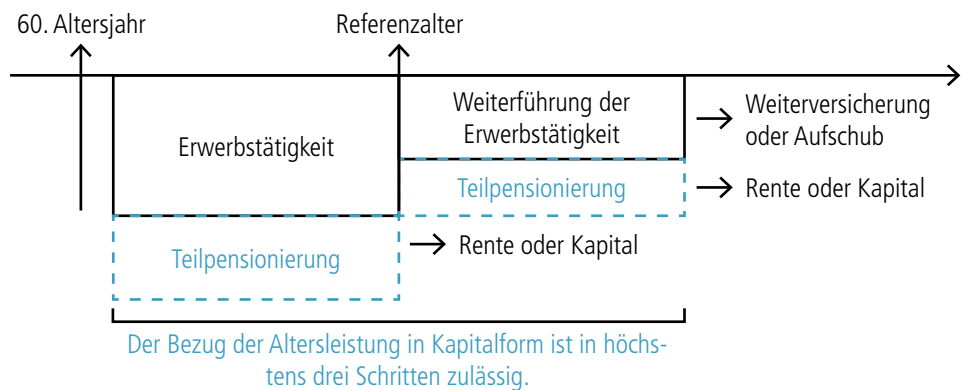 60. Altersjahr
Referenzalter
Erwerbstätigkeit
Weiterführung der
Erwerbstätigkeit
Weiterversicherung
oder Aufschub
Teilpensionierung
Rente oder Kapital
Teilpensionierung
Rente oder Kapital
Der Bezug der Altersleistung in Kapitalform ist in höchs-
tens drei Schritten zulässig.